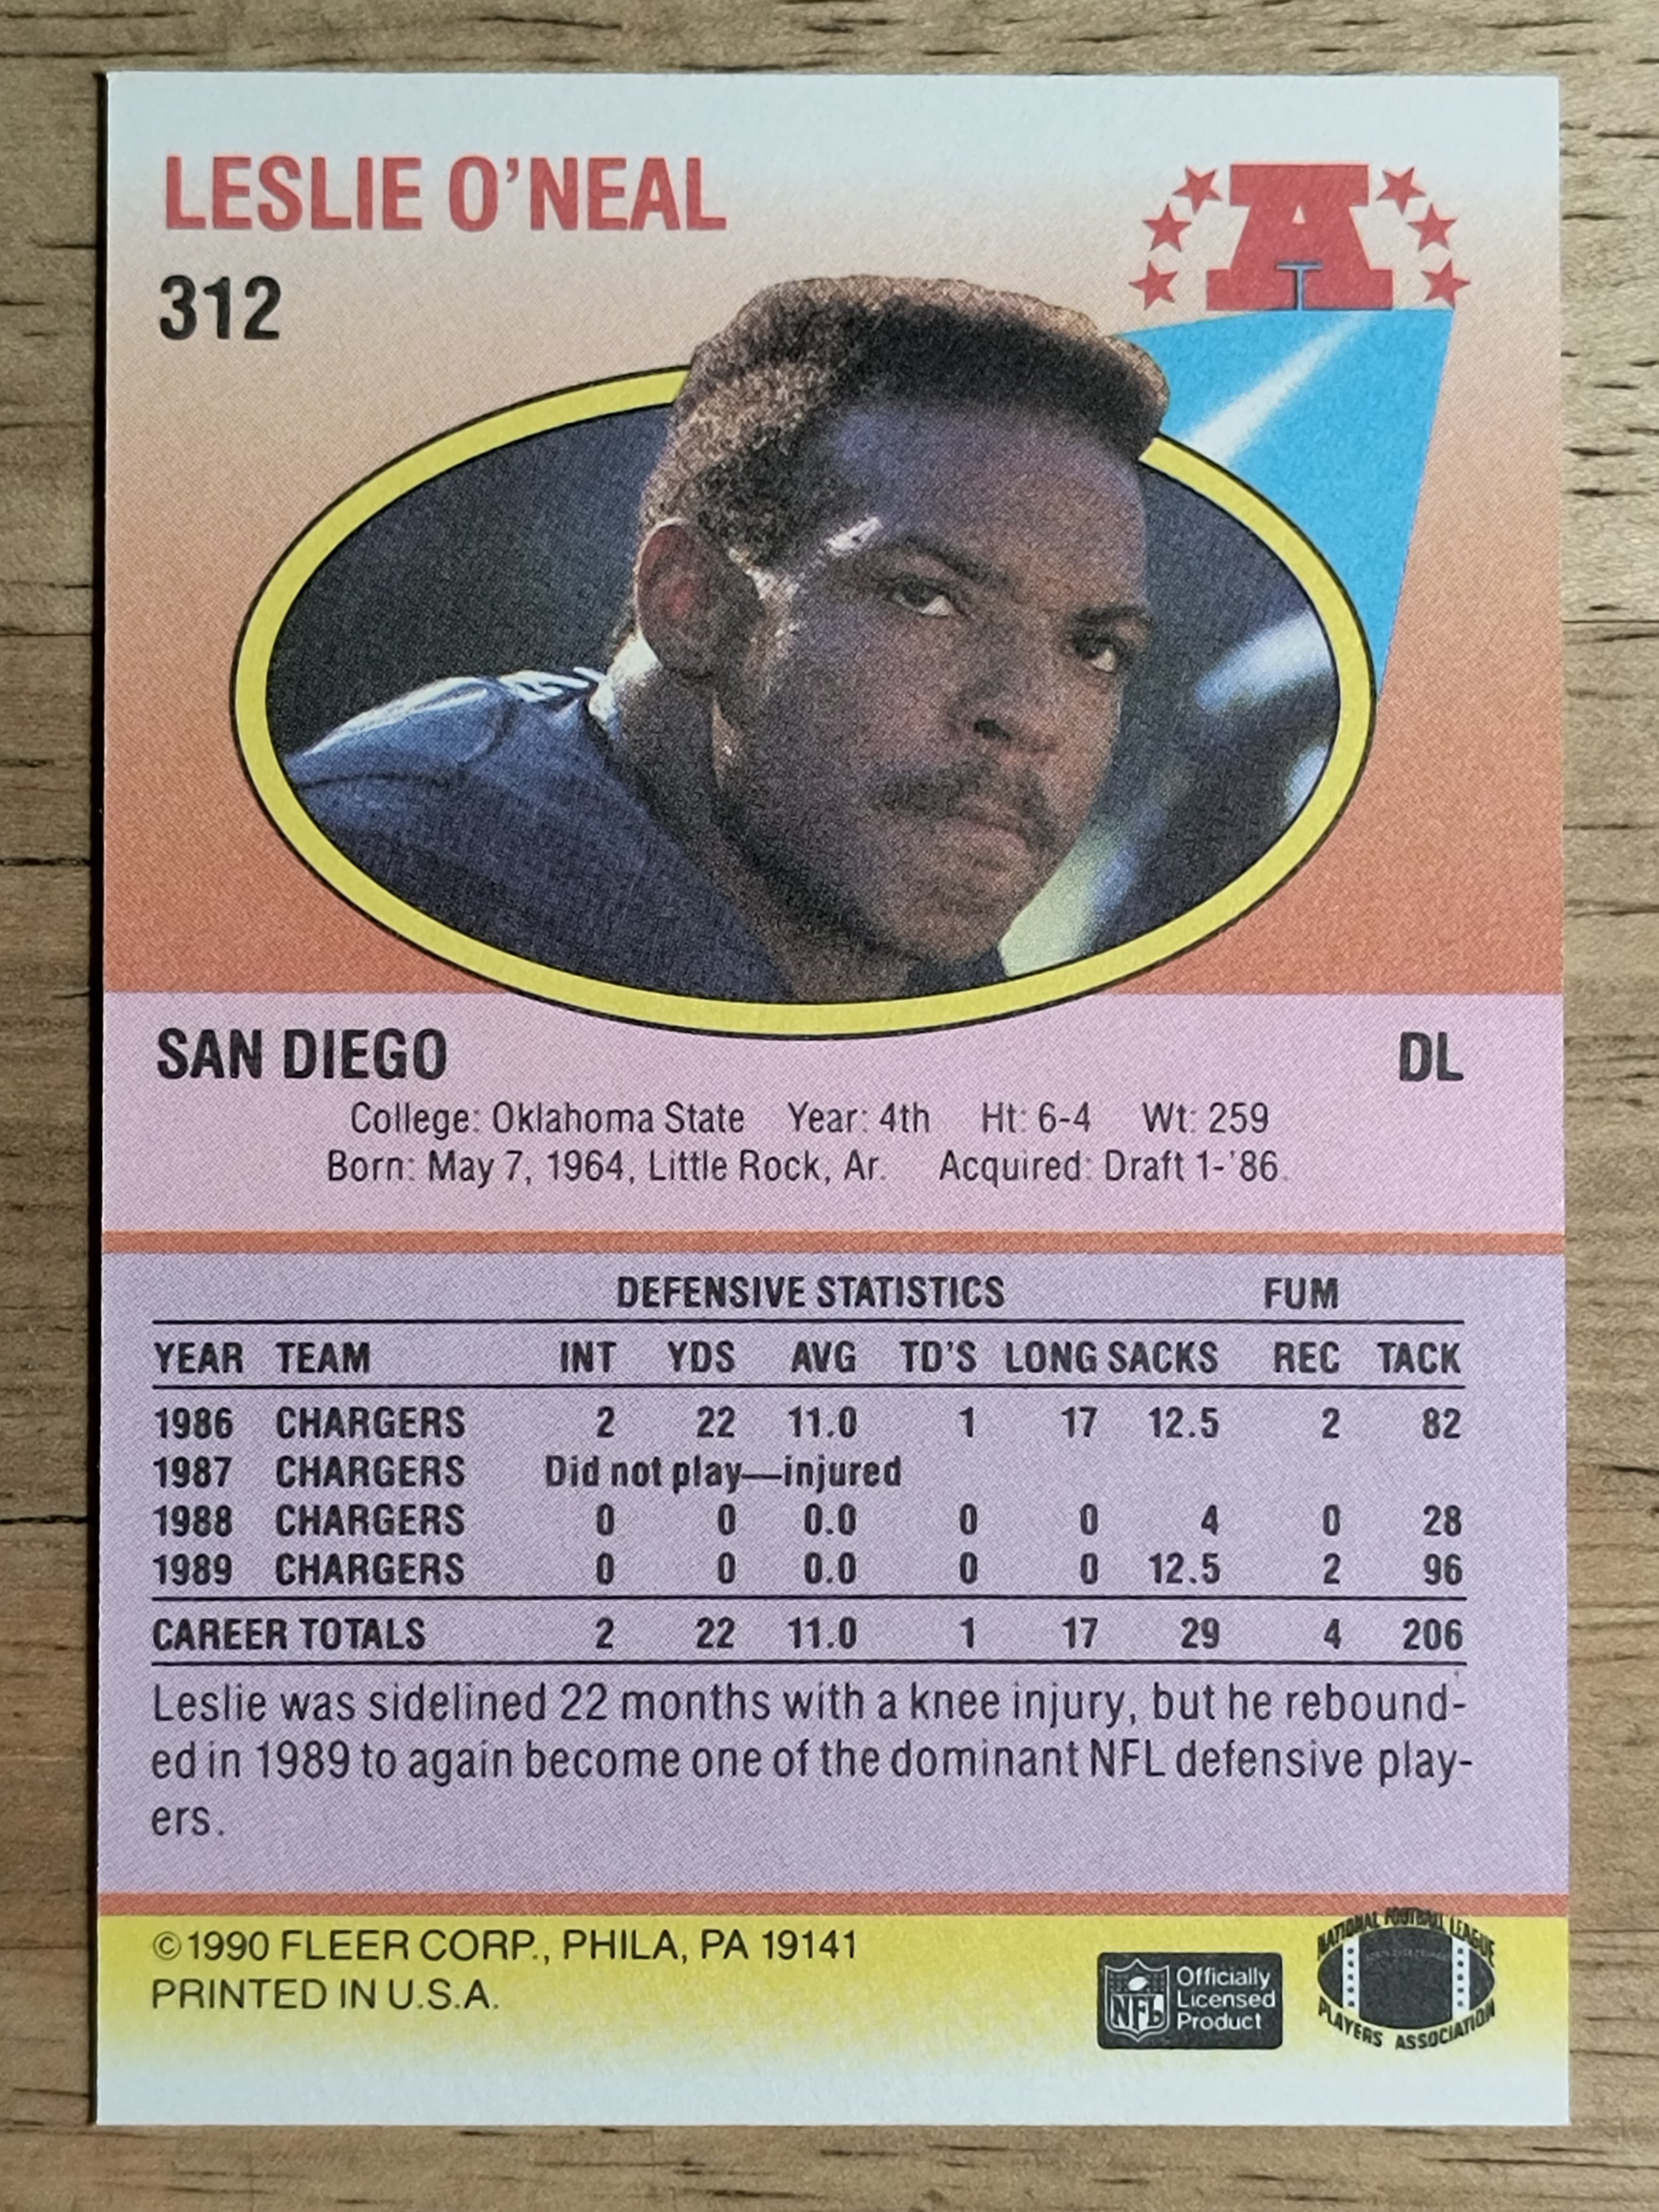 LESLIE O'NEAL
A
312
SAN DIEGO DL
College: Oklahoma State Year: 4th Ht: 6-4 Wt: 259
Born: May 7, 1964, Little Rock, Ar. Acquired: Draft 1-'86.
DEFENSIVE STATISTICS FUM
YEAR TEAM INT YDS AVG TD'S LONG SACKS REC TACK
1986 CHARGERS 2 22 11.0 1 17 12.5 2 82
1987 CHARGERS Did not play—injured
1988 CHARGERS 0 0 0.0 0 0 4 0 28
1989 CHARGERS 0 0 0.0 0 0 12.5 2 96
CAREER TOTALS 2 22 11.0 1 17 29 4 206
Leslie was sidelined 22 months with a knee injury, but he rebound-
ed in 1989 to again become one of the dominant NFL defensive play-
ers.
©1990 FLEER CORP., PHILA, PA 19141
PRINTED IN U.S.A.
NFL
Officially
Licensed
Product
NATIONAL FOOTBALL LEAGUE
PLAYERS ASSOCIATION